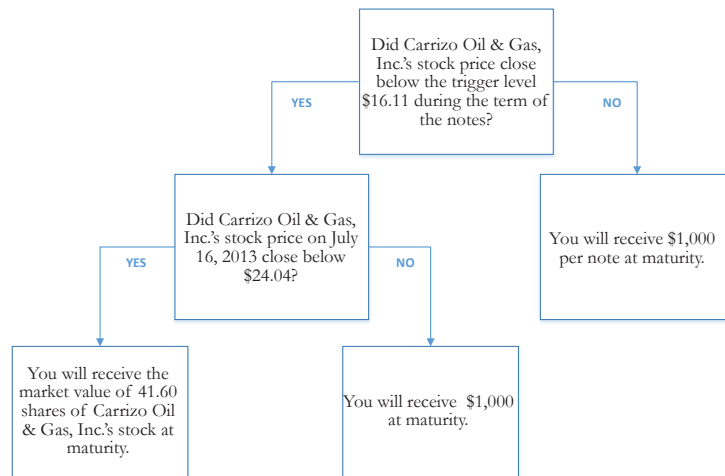 Did Carrizo Oil & Gas,
Inc.'s stock price close
below the trigger level
$16.11 during the term of
the notes?
YES
NO
Did Carrizo Oil & Gas,
Inc.'s stock price on July
16, 2013 close below
$24.04?
You will receive $1,000
per note at maturity.
YES
NO
You will receive the
market value of 41.60
shares of Carrizo Oil
& Gas, Inc.'s stock at
maturity.
You will receive $1,000
at maturity.